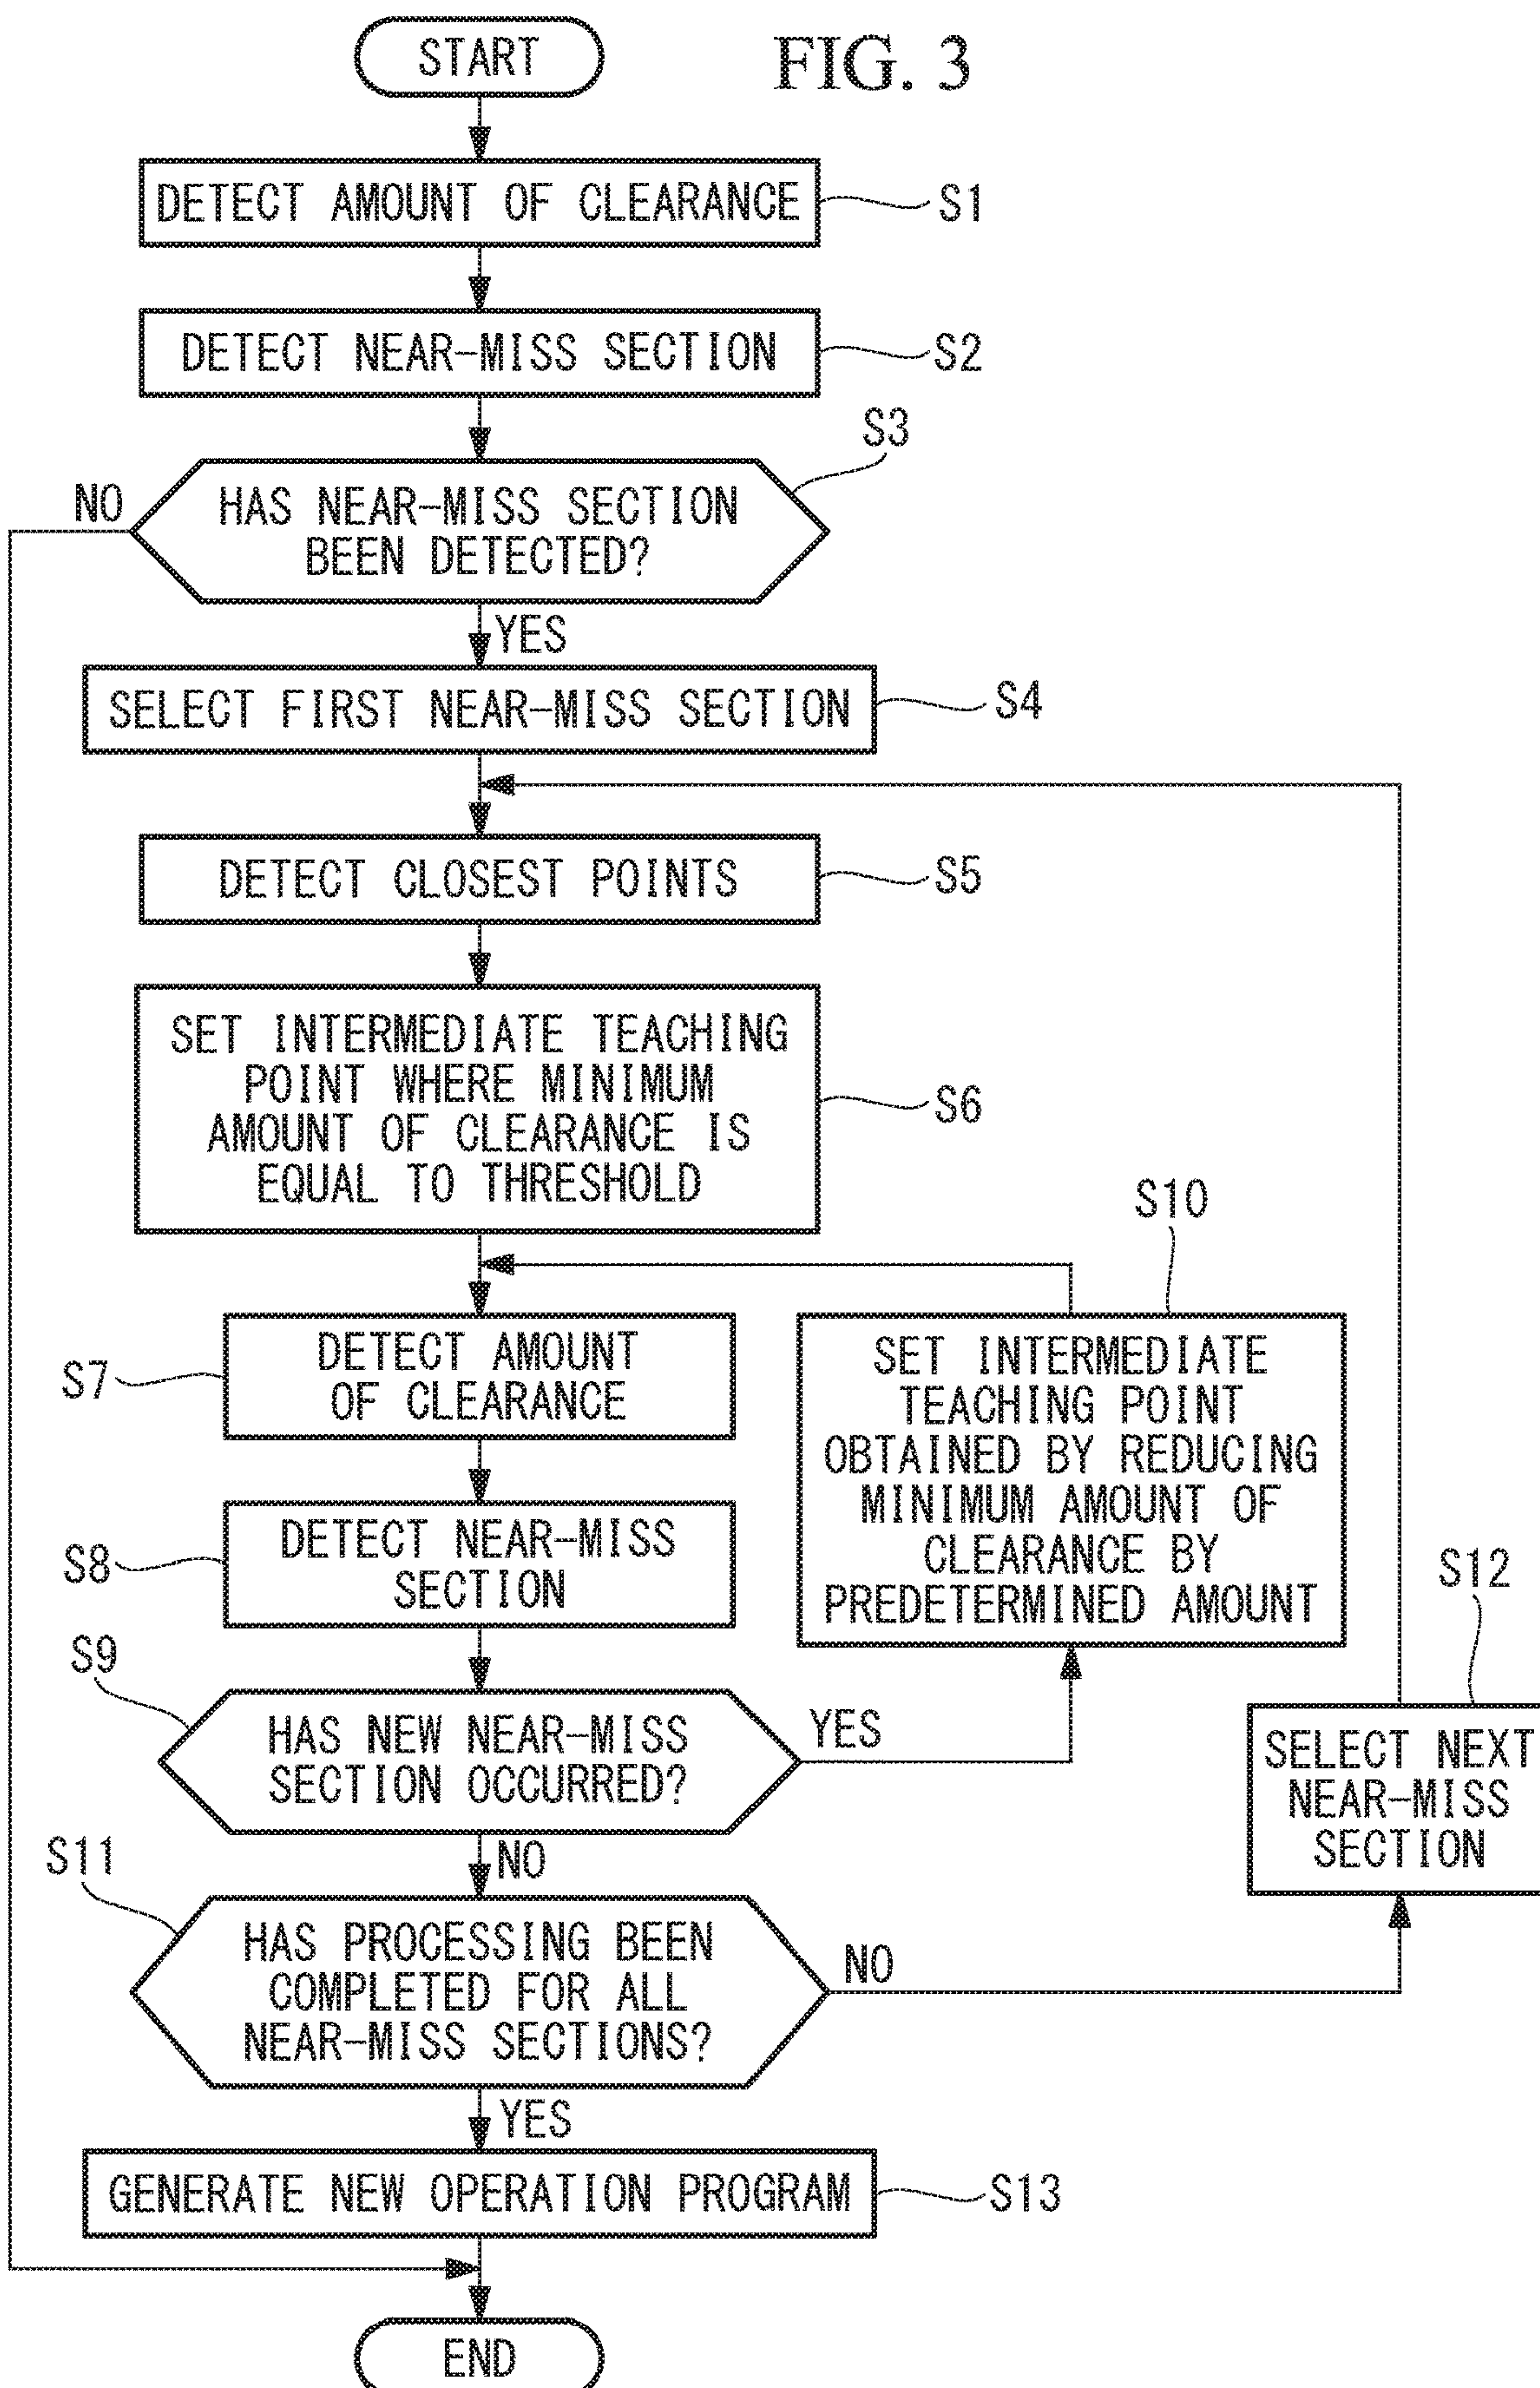 START
FIG. 3
DETECT AMOUNT OF CLEARANCE
S1
DETECT NEAR-MISS SECTION
S2
S3
NO
HAS NEAR-MISS SECTION
BEEN DETECTED?
YES
SELECT FIRST NEAR-MISS SECTION
S4
DETECT CLOSEST POINTS
S5
SET INTERMEDIATE TEACHING
POINT WHERE MINIMUM
AMOUNT OF CLEARANCE IS
EQUAL TO THRESHOLD
S6
S10
S7
DETECT AMOUNT
OF CLEARANCE
SET INTERMEDIATE
TEACHING POINT
OBTAINED BY REDUCING
MINIMUM AMOUNT OF
CLEARANCE BY
PREDETERMINED AMOUNT
S8
DETECT NEAR-MISS
SECTION
S12
S9
HAS NEW NEAR-MISS
SECTION OCCURRED?
YES
SELECT NEXT
NEAR-MISS
SECTION
NO
S11
HAS PROCESSING BEEN
COMPLETED FOR ALL
NEAR-MISS SECTIONS?
NO
YES
GENERATE NEW OPERATION PROGRAM
S13
END